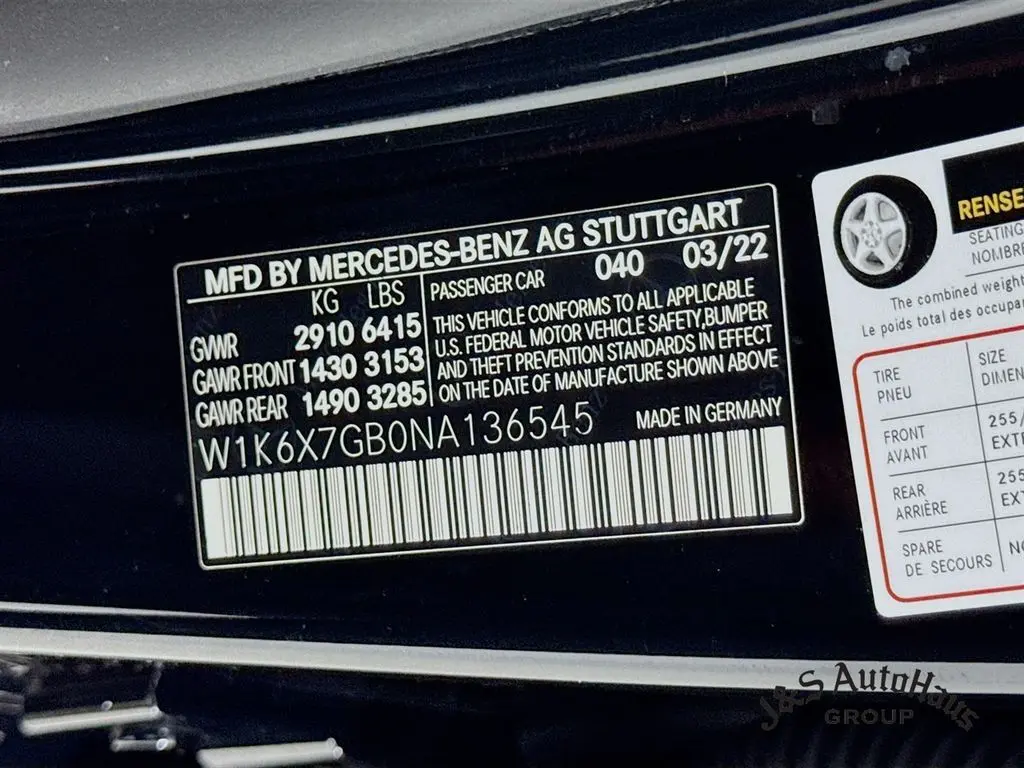 MFD BY MERCEDES-BENZ AG STUTTGART
KG LBS
GVWR 2910 6415
GAWR FRONT 1430 3153
GAWR REAR 1490 3285
PASSENGER CAR 040 03/22
THIS VEHICLE CONFORMS TO ALL APPLICABLE
U.S. FEDERAL MOTOR VEHICLE SAFETY,BUMPER
AND THEFT PREVENTION STANDARDS IN EFFECT
ON THE DATE OF MANUFACTURE SHOWN ABOVE
W1K6X7GB0NA136545 MADE IN GERMANY
RENSE
SEATING
NOMBRE
The combined weight
Le poids total des occupa
TIRE
PNEU
SIZE
DIMEN
FRONT
AVANT
255/
EXT
REAR
ARRIÈRE
255
EX
SPARE
DE SECOURS
N
J&S AutoHaus
GROUP